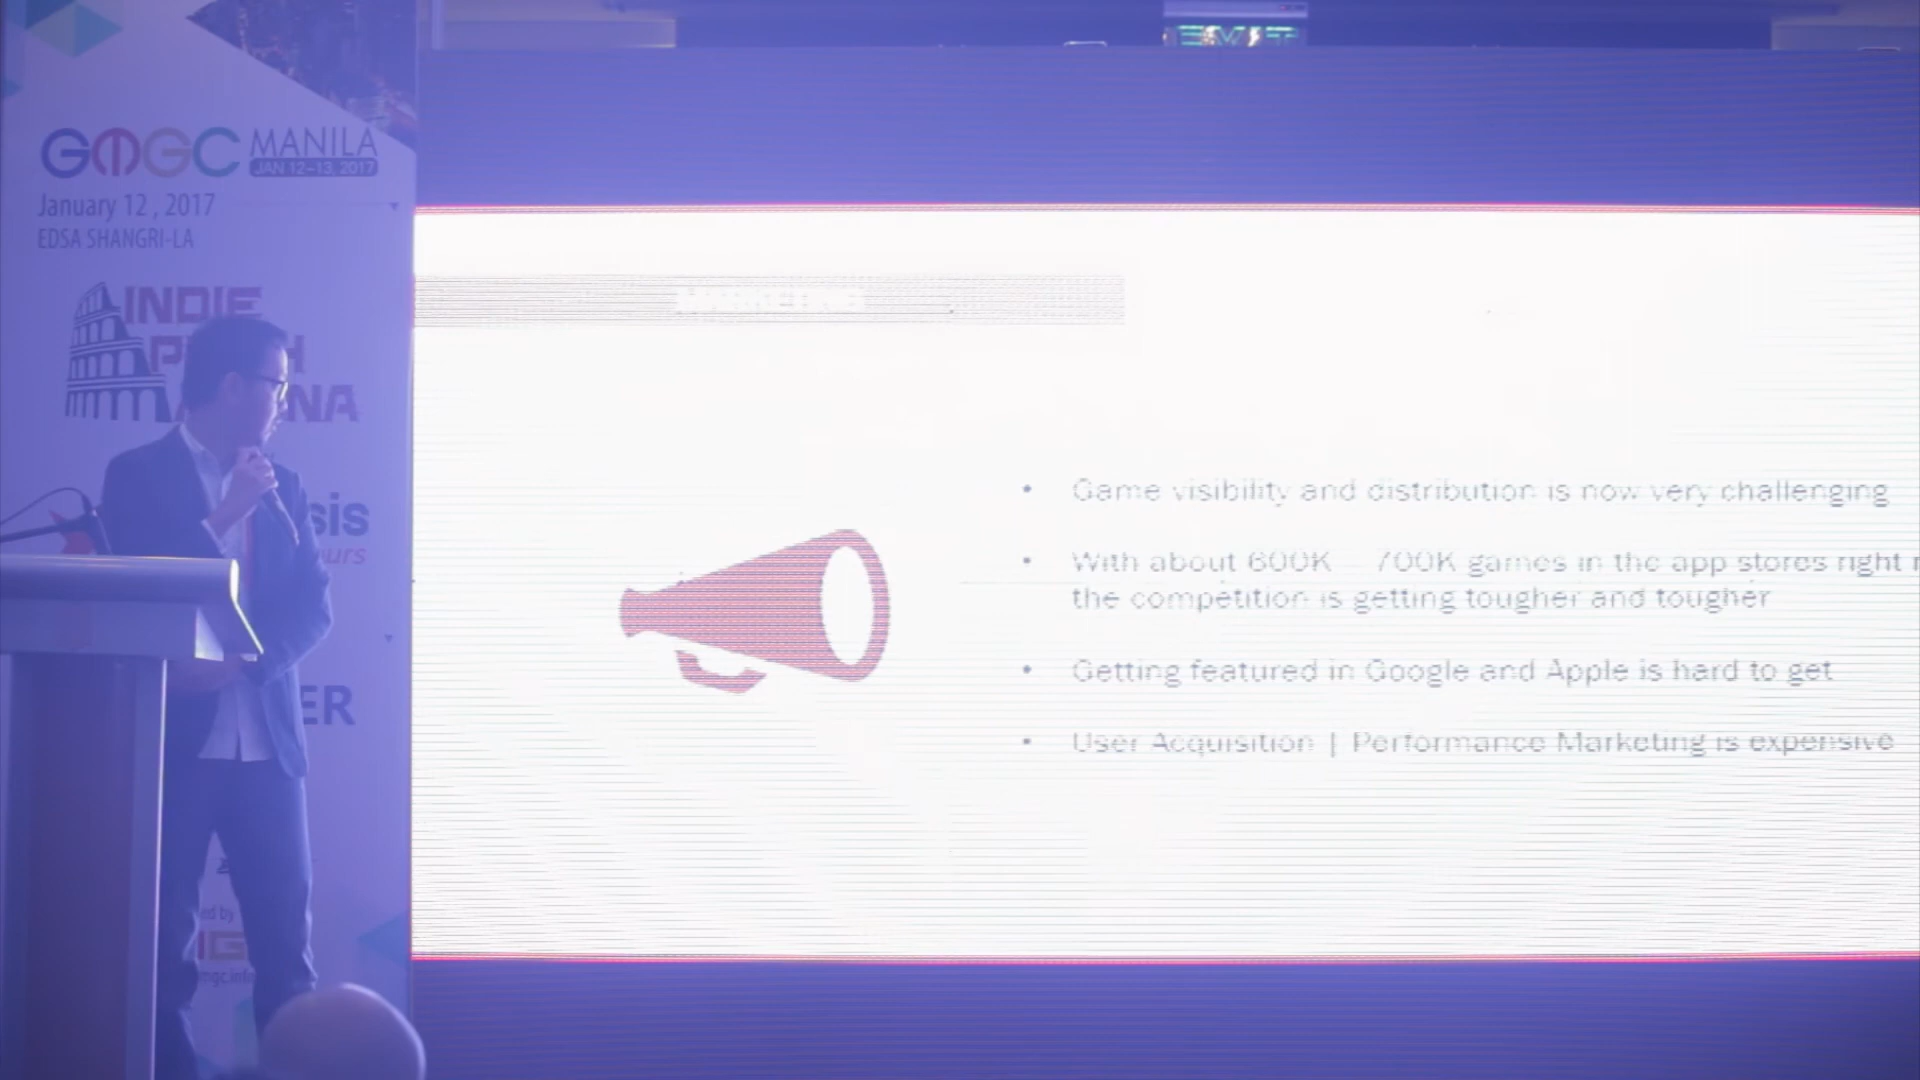 EXIT
GMGC MANILA
JAN 12-13, 2017
January 12 , 2017
EDSA SHANGRI-LA
INDIE
MARKETING
• Game visibility and distribution is now very challenging
• With about 600K 700K games in the app stores right
the competition is getting tougher and tougher
• Getting featured in Google and Apple is hard to get
• User Acquisition | Performance Marketing is expensive